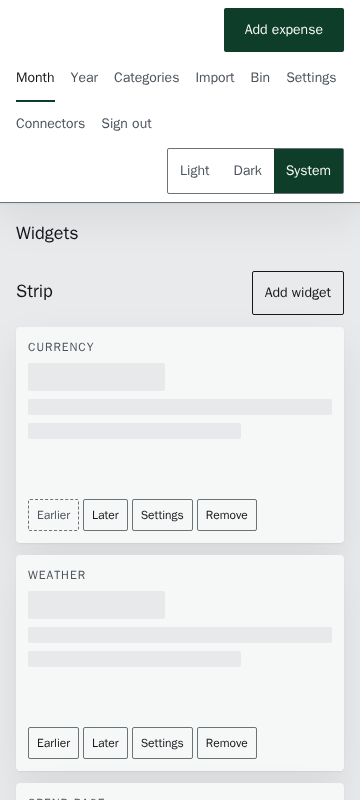 Add expense
Month Year Categories Import Bin Settings
Connectors Sign out
Light Dark System
Widgets
Strip Add widget
CURRENCY
Earlier Later Settings Remove
WEATHER
Earlier Later Settings Remove